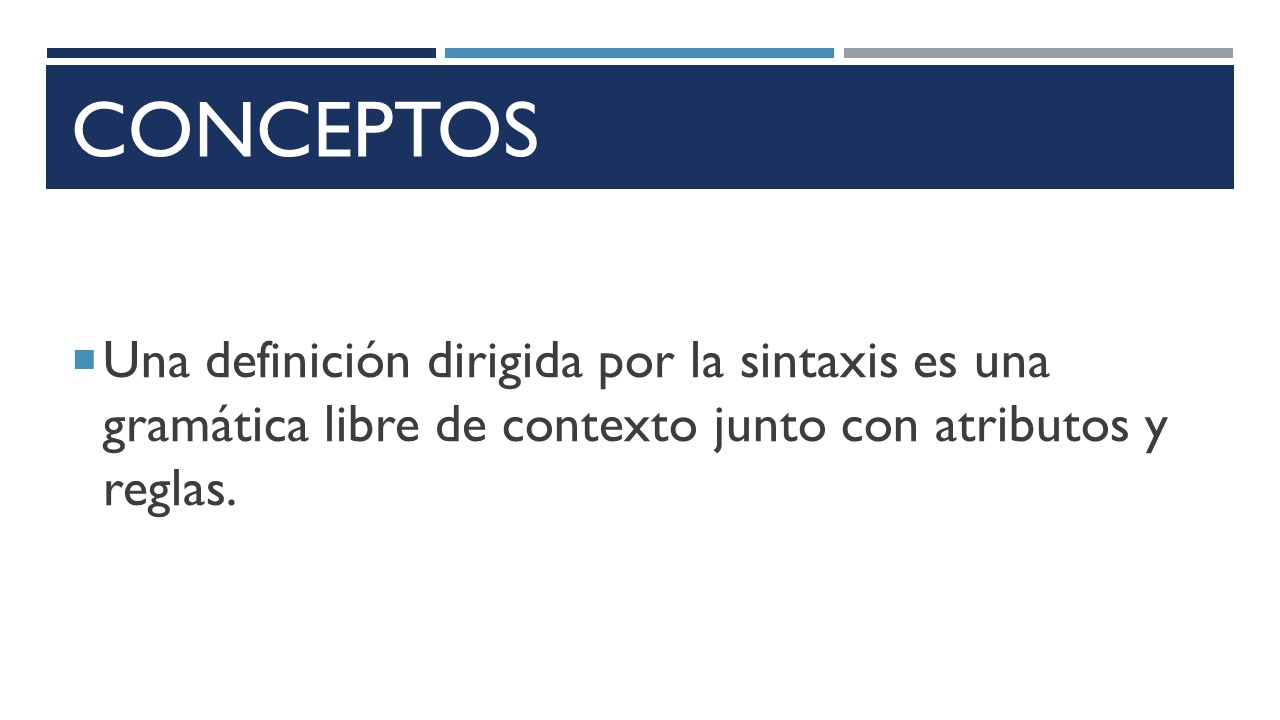 CONCEPTOS
Una definición dirigida por la sintaxis es una
gramática libre de contexto junto con atributos y
reglas.